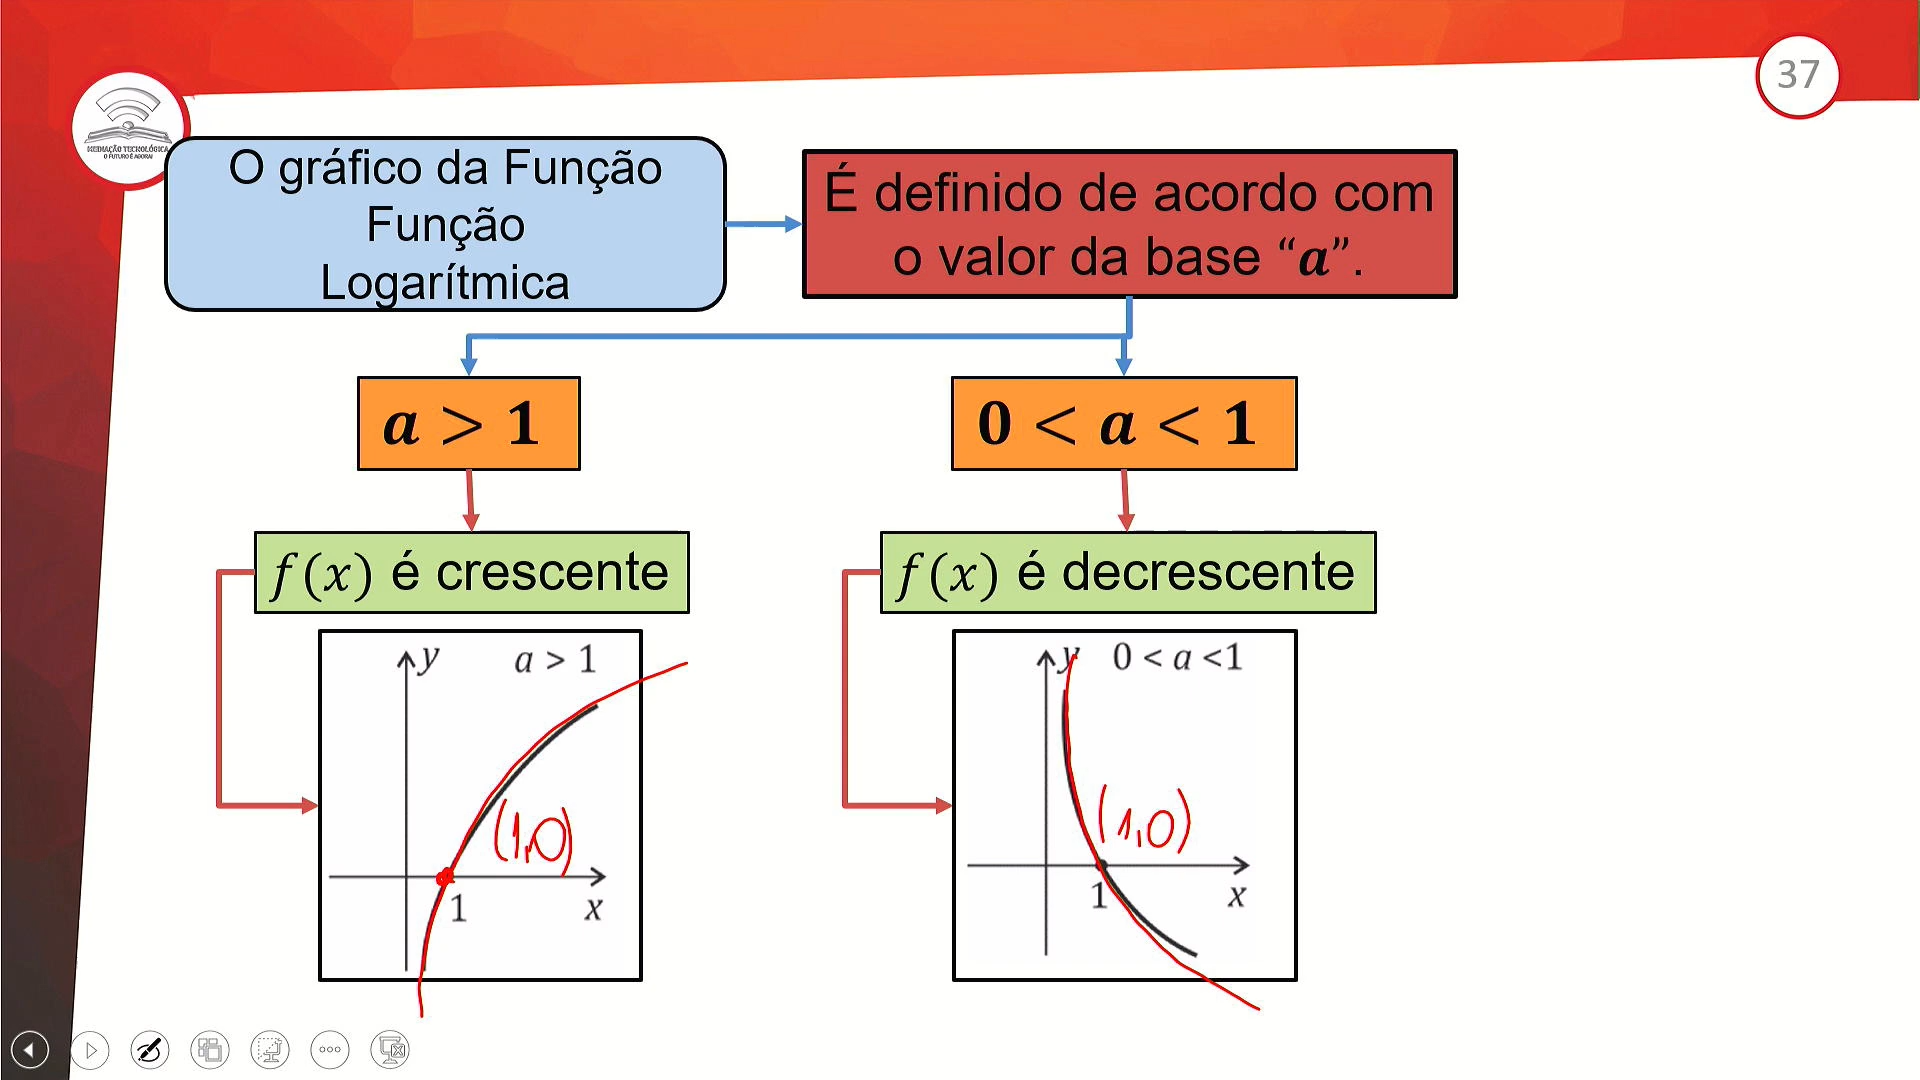 37
MEDIAÇÃO TECNOLÓGICA
O FUTURO É AGORA!
O gráfico da Função
Função
Logarítmica
É definido de acordo com
o valor da base “a”.
a > 1
0 < a < 1
f(x) é crescente
f(x) é decrescente
y a > 1
(1,0)
1 x
y 0 < a <1
(1,0)
1 x